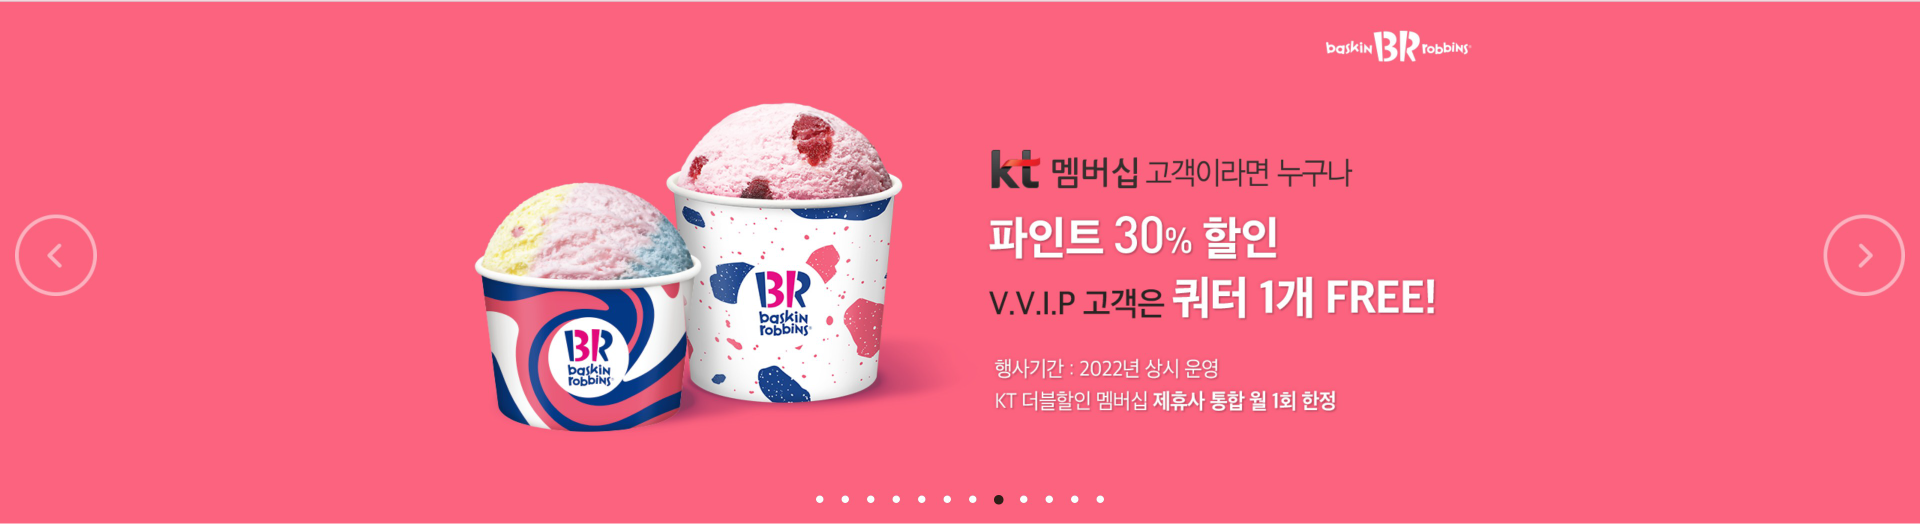 baskin BR robbins
kt 멤버십 고객이라면 누구나
파인트 30% 할인
V.V.I.P 고객은 쿼터 1개 FREE!
행사기간 : 2022년 상시 운영
KT 더블할인 멤버십 제휴사 통합 월 1회 한정
BR
baskin
robbins
BR
baskin
robbins